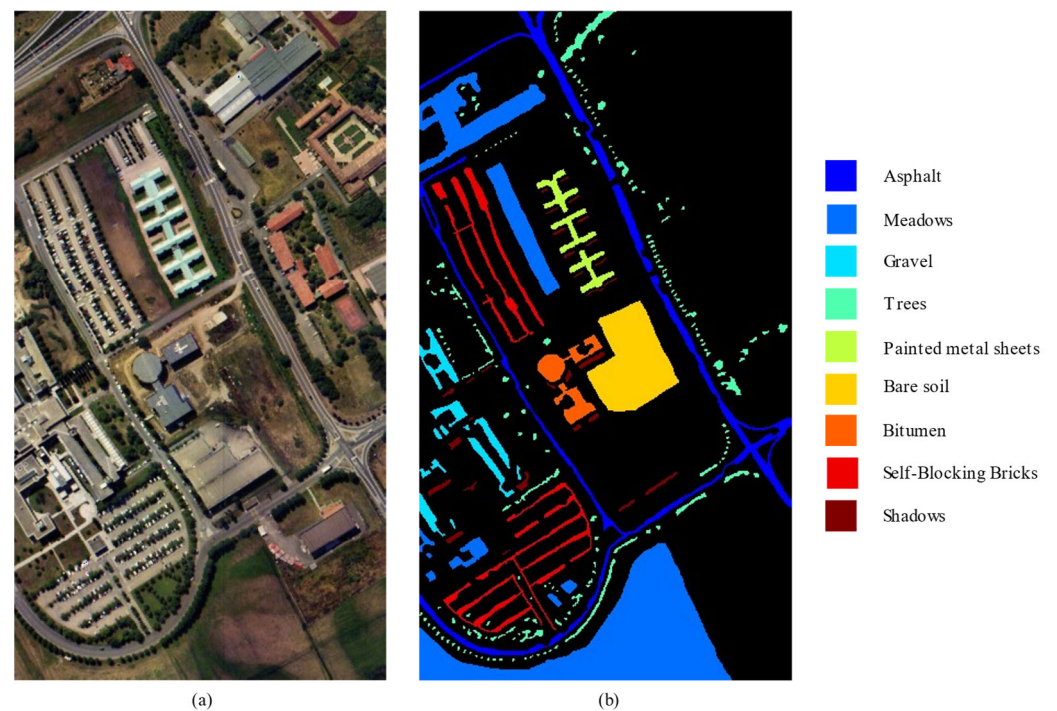 Asphalt
Meadows
Gravel
Trees
Painted metal sheets
Bare soil
Bitumen
Self-Blocking Bricks
Shadows
(a)
(b)